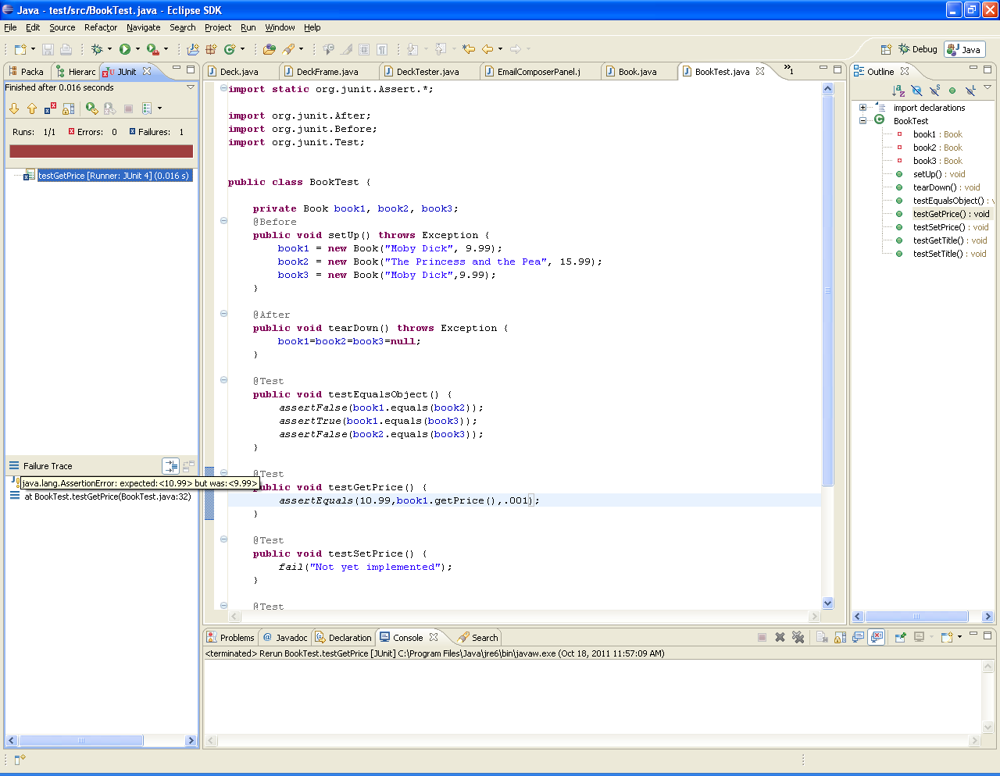 Java - test/src/BookTest.java - Eclipse SDK
File Edit Source Refactor Navigate Search Project Run Window Help
Debug Java
Packa Hierarc JUnit
Finished after 0.016 seconds
Runs: 1/1 Errors: 0 Failures: 1
testGetPrice [Runner: JUnit 4] (0.016 s)
Failure Trace
java.lang.AssertionError: expected:<10.99> but was:<9.99>
at BookTest.testGetPrice(BookTest.java:32)
Deck.java DeckFrame.java DeckTester.java EmailComposerPanel.j Book.java BookTest.java »1
import static org.junit.Assert.*;
import org.junit.After;
import org.junit.Before;
import org.junit.Test;
public class BookTest {
private Book book1, book2, book3;
@Before
public void setUp() throws Exception {
book1 = new Book("Moby Dick", 9.99);
book2 = new Book("The Princess and the Pea", 15.99);
book3 = new Book("Moby Dick",9.99);
}
@After
public void tearDown() throws Exception {
book1=book2=book3=null;
}
@Test
public void testEqualsObject() {
assertFalse(book1.equals(book2));
assertTrue(book1.equals(book3));
assertFalse(book2.equals(book3));
}
@Test
public void testGetPrice() {
assertEquals(10.99,book1.getPrice(),.001);
}
@Test
public void testSetPrice() {
fail("Not yet implemented");
}
@Test
Outline
import declarations
BookTest
book1 : Book
book2 : Book
book3 : Book
setUp() : void
tearDown() : void
testEqualsObject() : v
testGetPrice() : void
testSetPrice() : void
testGetTitle() : void
testSetTitle() : void
Problems Javadoc Declaration Console Search
<terminated> Rerun BookTest.testGetPrice [JUnit] C:\Program Files\Java\jre6\bin\javaw.exe (Oct 18, 2011 11:57:09 AM)